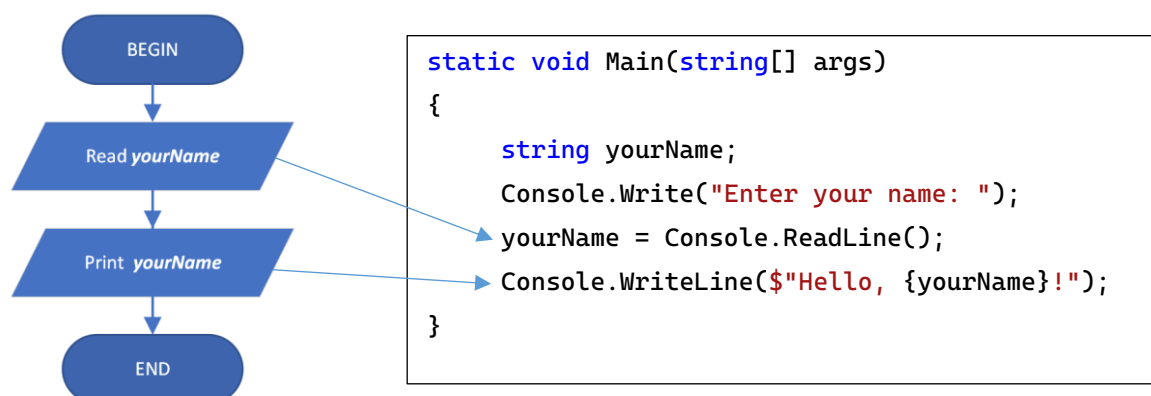 BEGIN
Read yourName
Print yourName
END
static void Main(string[] args)
{
string yourName;
Console.Write("Enter your name: ");
yourName = Console.ReadLine();
Console.WriteLine($"Hello, {yourName}!");
}